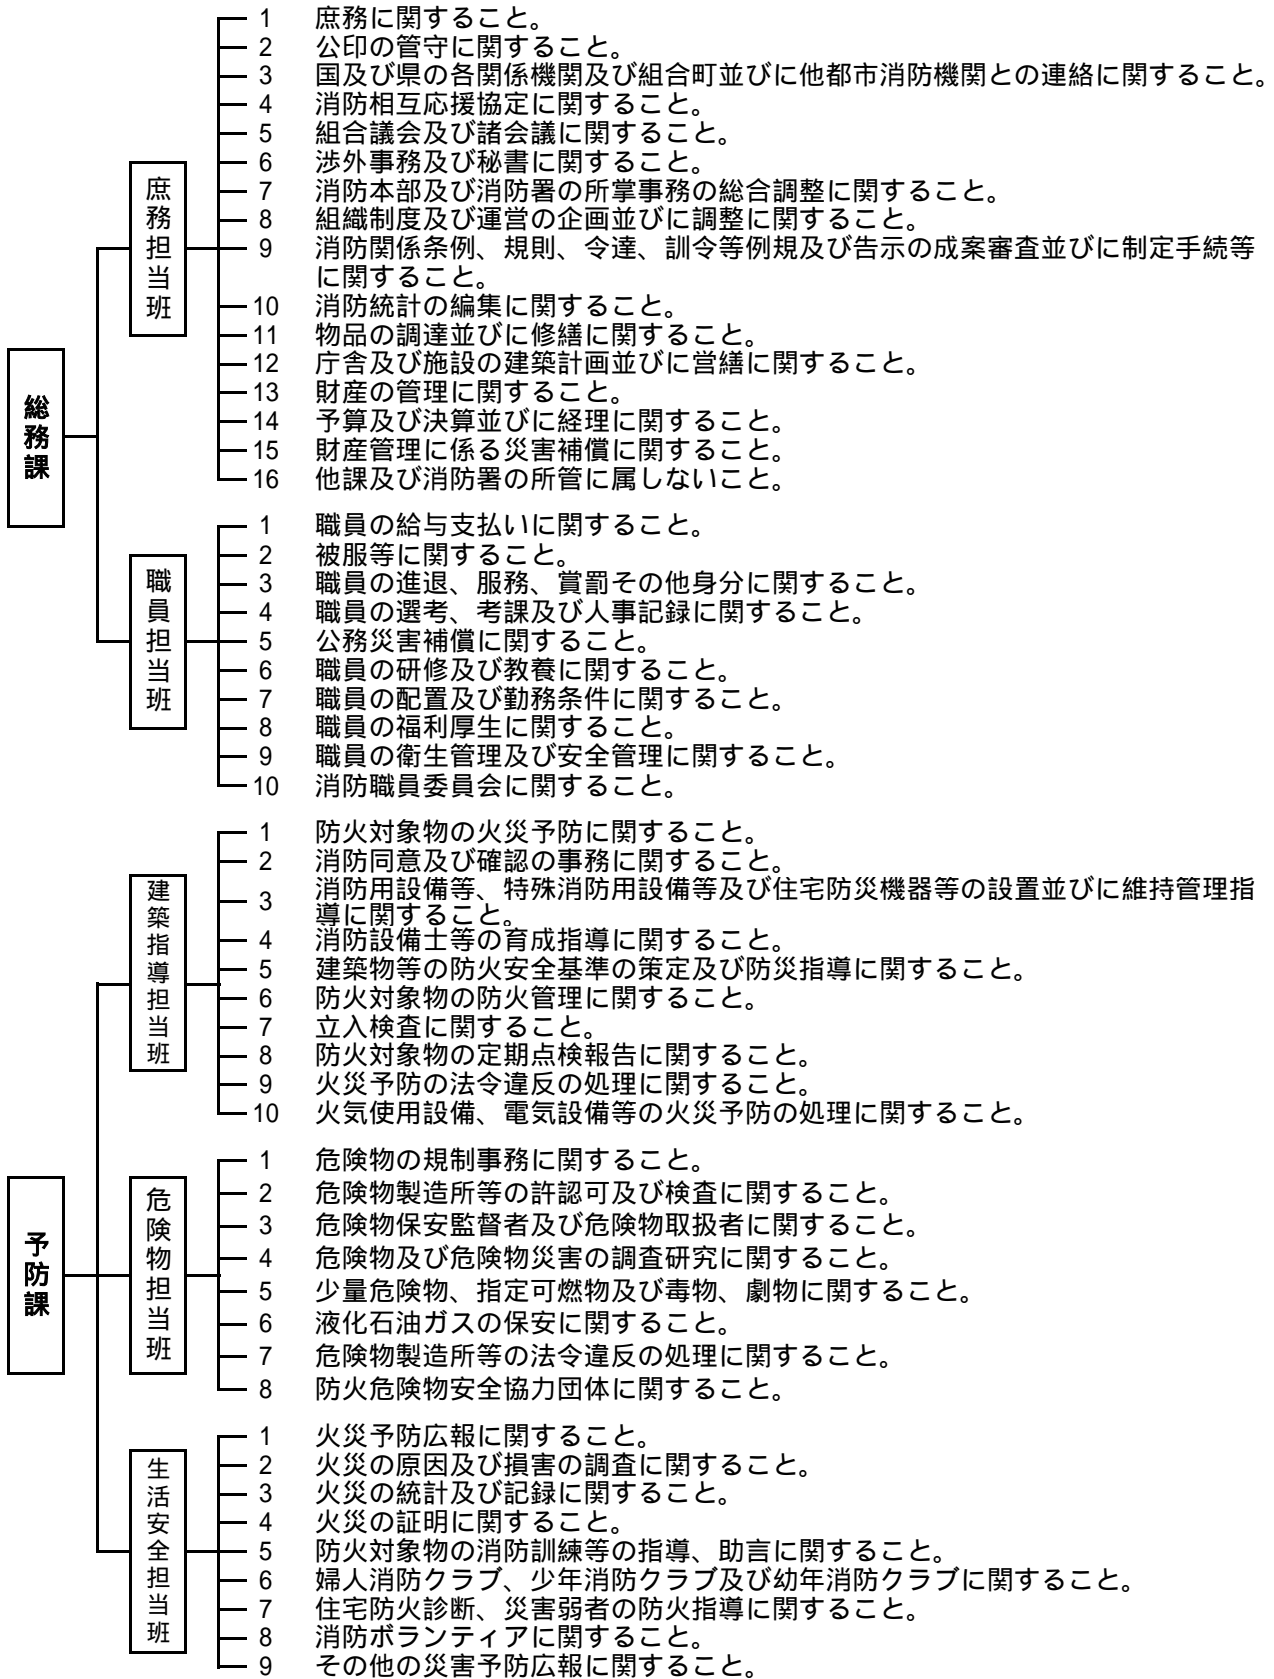 総務課
庶務担当班
1 庶務に関すること。
2 公印の管守に関すること。
3 国及び県の各関係機関及び組合町並びに他都市消防機関との連絡に関すること。
4 消防相互応援協定に関すること。
5 組合議会及び諸会議に関すること。
6 渉外事務及び秘書に関すること。
7 消防本部及び消防署の所掌事務の総合調整に関すること。
8 組織制度及び運営の企画並びに調整に関すること。
9 消防関係条例、規則、令達、訓令等例規及び告示の成案審査並びに制定手続等
に関すること。
10 消防統計の編集に関すること。
11 物品の調達並びに修繕に関すること。
12 庁舎及び施設の建築計画並びに営繕に関すること。
13 財産の管理に関すること。
14 予算及び決算並びに経理に関すること。
15 財産管理に係る災害補償に関すること。
16 他課及び消防署の所管に属しないこと。
職員担当班
1 職員の給与支払いに関すること。
2 被服等に関すること。
3 職員の進退、服務、賞罰その他身分に関すること。
4 職員の選考、考課及び人事記録に関すること。
5 公務災害補償に関すること。
6 職員の研修及び教養に関すること。
7 職員の配置及び勤務条件に関すること。
8 職員の福利厚生に関すること。
9 職員の衛生管理及び安全管理に関すること。
10 消防職員委員会に関すること。
予防課
建築指導担当班
1 防火対象物の火災予防に関すること。
2 消防同意及び確認の事務に関すること。
3 消防用設備等、特殊消防用設備等及び住宅防災機器等の設置並びに維持管理指
導に関すること。
4 消防設備士等の育成指導に関すること。
5 建築物等の防火安全基準の策定及び防災指導に関すること。
6 防火対象物の防火管理に関すること。
7 立入検査に関すること。
8 防火対象物の定期点検報告に関すること。
9 火災予防の法令違反の処理に関すること。
10 火気使用設備、電気設備等の火災予防の処理に関すること。
危険物担当班
1 危険物の規制事務に関すること。
2 危険物製造所等の許認可及び検査に関すること。
3 危険物保安監督者及び危険物取扱者に関すること。
4 危険物及び危険物災害の調査研究に関すること。
5 少量危険物、指定可燃物及び毒物、劇物に関すること。
6 液化石油ガスの保安に関すること。
7 危険物製造所等の法令違反の処理に関すること。
8 防火危険物安全協力団体に関すること。
生活安全担当班
1 火災予防広報に関すること。
2 火災の原因及び損害の調査に関すること。
3 火災の統計及び記録に関すること。
4 火災の証明に関すること。
5 防火対象物の消防訓練等の指導、助言に関すること。
6 婦人消防クラブ、少年消防クラブ及び幼年消防クラブに関すること。
7 住宅防火診断、災害弱者の防火指導に関すること。
8 消防ボランティアに関すること。
9 その他の災害予防広報に関すること。